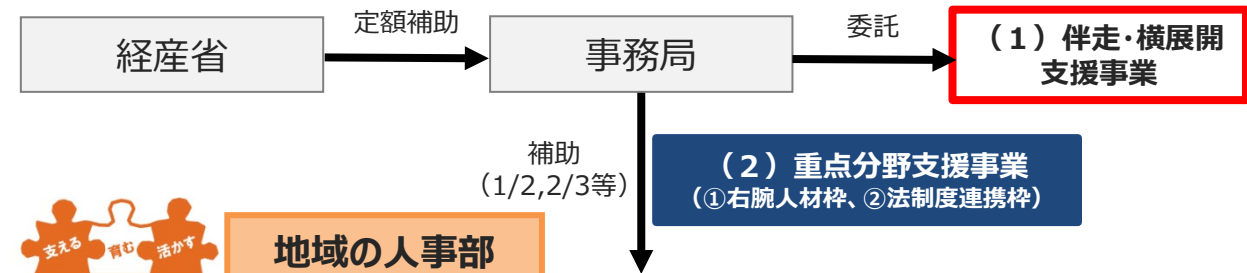 定額補助
委託
経産省
事務局
（１）伴走･横展開
支援事業
補助
（1/2,2/3等）
（２）重点分野支援事業
（①右腕人材枠、②法制度連携枠）
支える
育む
活かす
地域の人事部